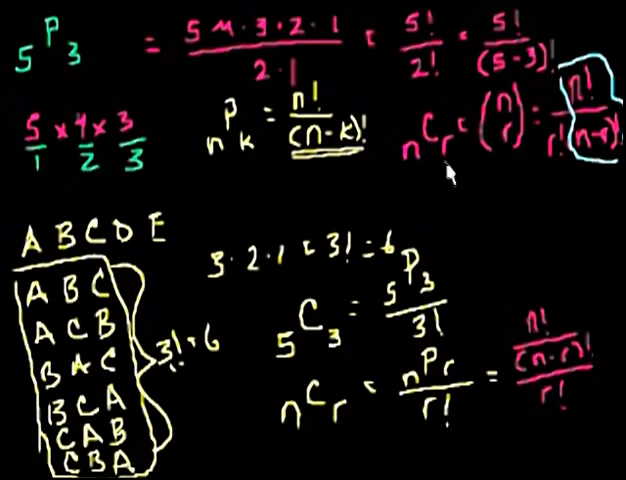 5P3 = 5·4·3·2·1 / 2·1 = 5!/2! = 5!/(5-3)!
5/1 × 4/2 × 3/3
nPk = n!/(n-k)!
nCr = (n r) = n!/r!(n-r)!
A B C D E
A B C
A C B
B A C
B C A
C A B
C B A
3! = 6
3·2·1 = 3! = 6
5C3 = 5P3/3!
nCr = nPr/r! = n!/(n-r)!/r!